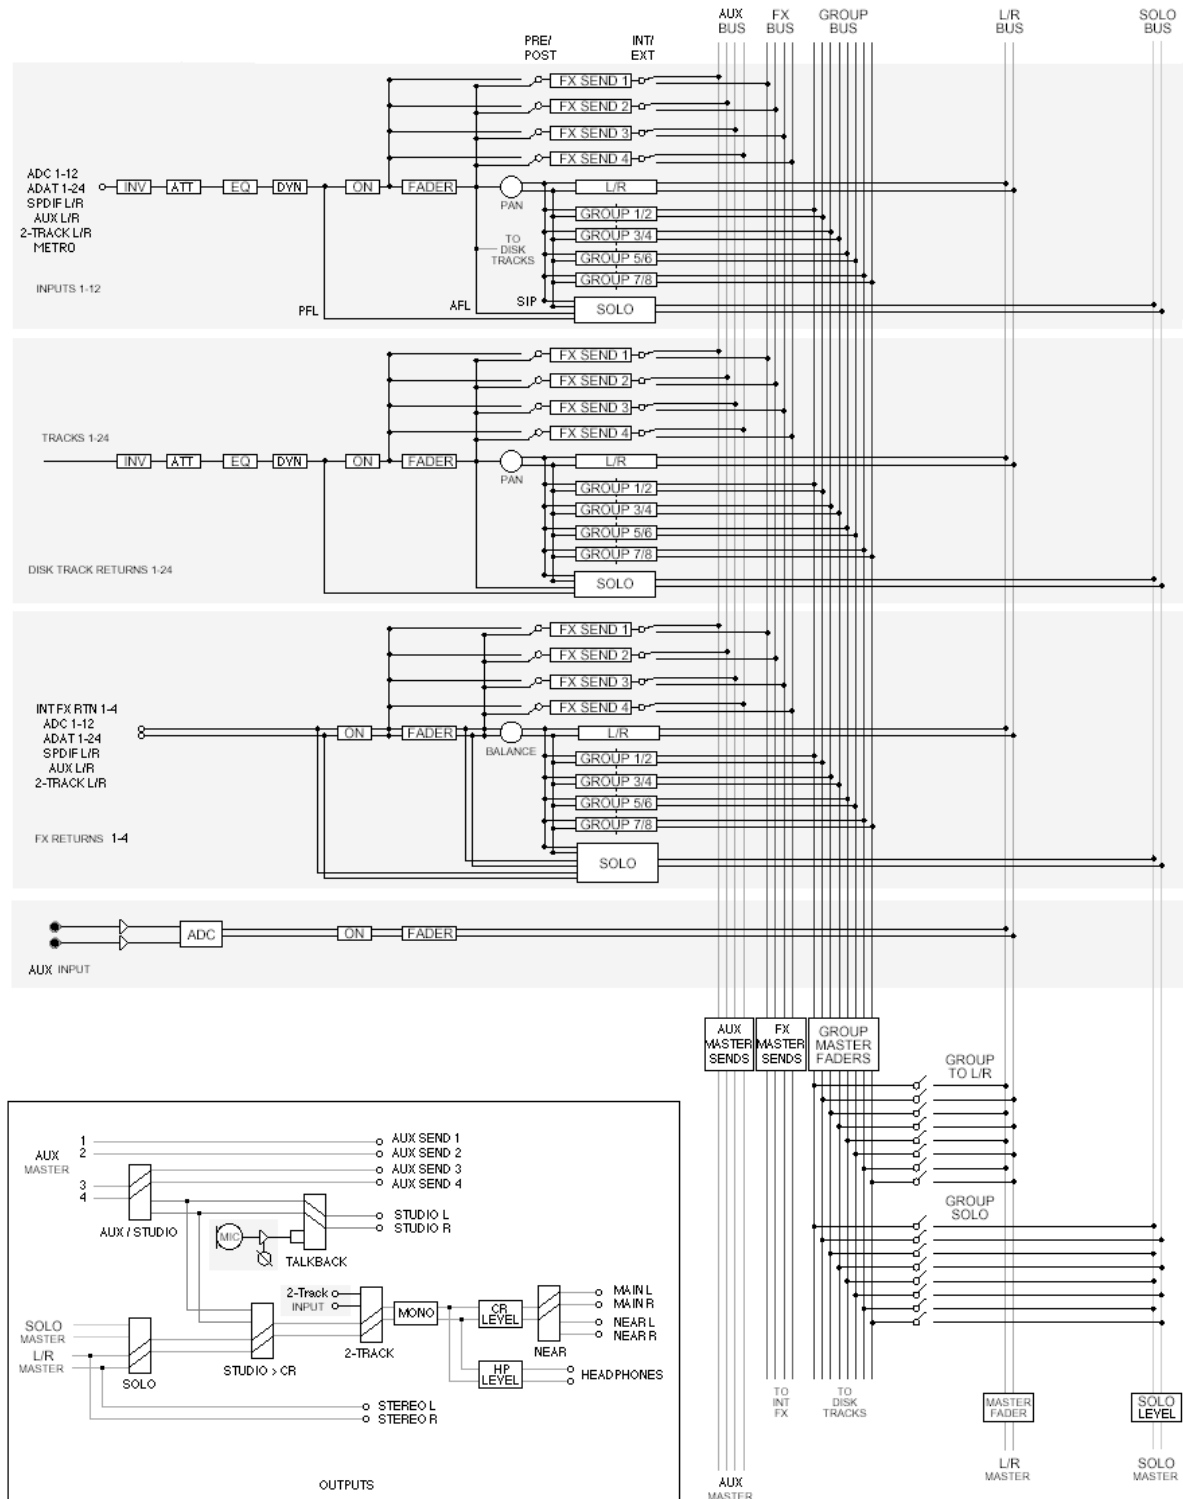 AUX BUS
FX BUS
GROUP BUS
L/R BUS
SOLO BUS
PRE/ POST
INT/ EXT
FX SEND 1
FX SEND 2
FX SEND 3
FX SEND 4
ADC 1-12
ADAT 1-24
SPDIF L/R
AUX L/R
2-TRACK L/R
METRO
INV
ATT
EQ
DYN
ON
FADER
PAN
L/R
GROUP 1/2
GROUP 3/4
GROUP 5/6
GROUP 7/8
TO DISK TRACKS
INPUTS 1-12
PFL
AFL
SIP
SOLO
FX SEND 1
FX SEND 2
FX SEND 3
FX SEND 4
TRACKS 1-24
INV
ATT
EQ
DYN
ON
FADER
PAN
L/R
GROUP 1/2
GROUP 3/4
GROUP 5/6
GROUP 7/8
DISK TRACK RETURNS 1-24
SOLO
FX SEND 1
FX SEND 2
FX SEND 3
FX SEND 4
INT FX RTN 1-4
ADC 1-12
ADAT 1-24
SPDIF L/R
AUX L/R
2-TRACK L/R
ON
FADER
BALANCE
L/R
GROUP 1/2
GROUP 3/4
GROUP 5/6
GROUP 7/8
FX RETURNS 1-4
SOLO
ADC
ON
FADER
AUX INPUT
AUX MASTER SENDS
FX MASTER SENDS
GROUP MASTER FADERS
GROUP TO L/R
GROUP SOLO
AUX MASTER
1
2
3
4
AUX SEND 1
AUX SEND 2
AUX SEND 3
AUX SEND 4
AUX / STUDIO
STUDIO L
STUDIO R
MIC
TALKBACK
2-Track INPUT
MONO
CR LEVEL
MAIN L
MAIN R
NEAR L
NEAR R
SOLO MASTER
L/R MASTER
SOLO
STUDIO > CR
2-TRACK
NEAR
HP LEVEL
HEADPHONES
STEREO L
STEREO R
OUTPUTS
TO INT FX
TO DISK TRACKS
MASTER FADER
SOLO LEVEL
AUX MASTER
L/R MASTER
SOLO MASTER